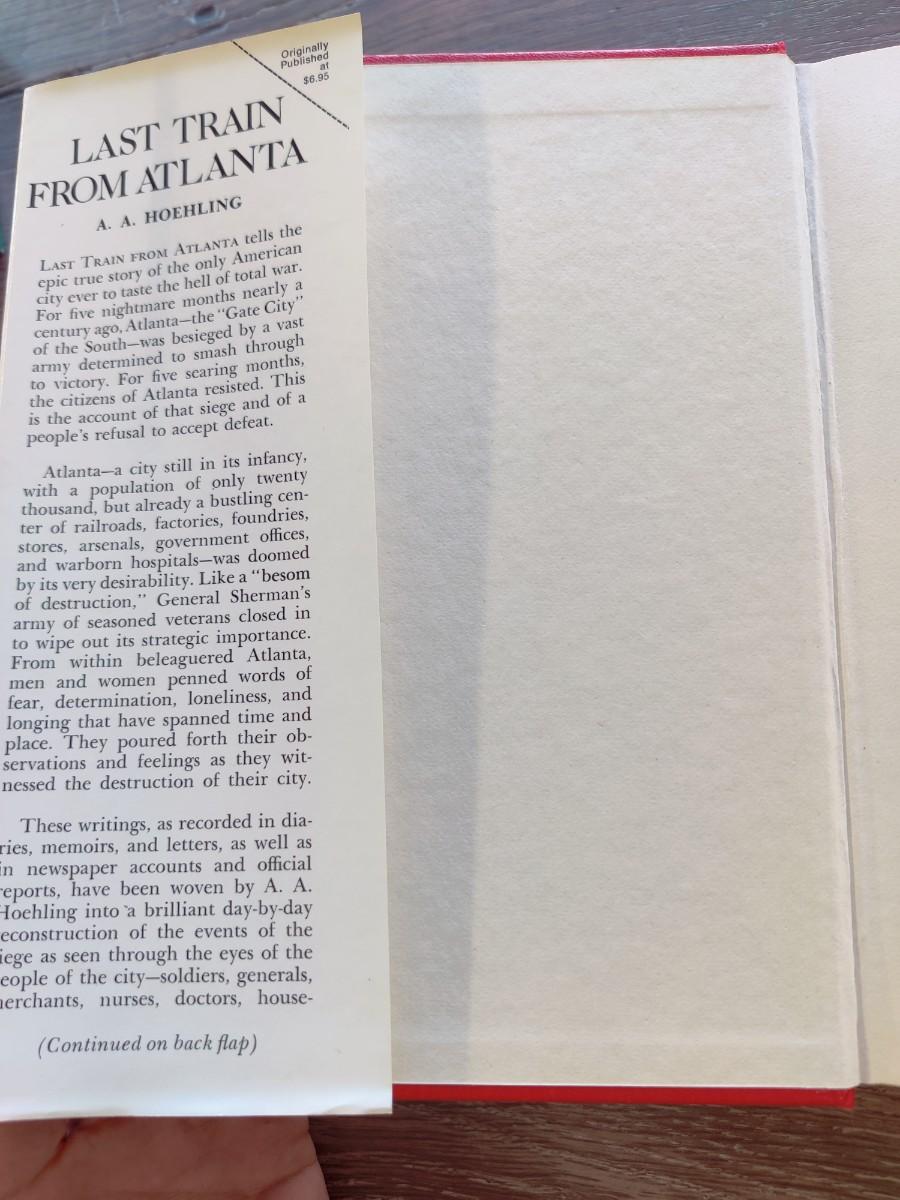 Originally
Published
at
$6.95
LAST TRAIN
FROM ATLANTA
A. A. HOEHLING
LAST TRAIN FROM ATLANTA tells the
epic true story of the only American
city ever to taste the hell of total war.
For five nightmare months nearly a
century ago, Atlanta—the "Gate City"
of the South—was besieged by a vast
army determined to smash through
to victory. For five searing months,
the citizens of Atlanta resisted. This
is the account of that siege and of a
people's refusal to accept defeat.
Atlanta—a city still in its infancy,
with a population of only twenty
thousand, but already a bustling cen-
ter of railroads, factories, foundries,
stores, arsenals, government offices,
and warborn hospitals—was doomed
by its very desirability. Like a "besom
of destruction," General Sherman's
army of seasoned veterans closed in
to wipe out its strategic importance.
From within beleaguered Atlanta,
men and women penned words of
fear, determination, loneliness, and
longing that have spanned time and
place. They poured forth their ob-
servations and feelings as they wit-
nessed the destruction of their city.
These writings, as recorded in dia-
ries, memoirs, and letters, as well as
in newspaper accounts and official
reports, have been woven by A. A.
Hoehling into a brilliant day-by-day
econstruction of the events of the
iege as seen through the eyes of the
eople of the city—soldiers, generals,
erchants, nurses, doctors, house-
(Continued on back flap)